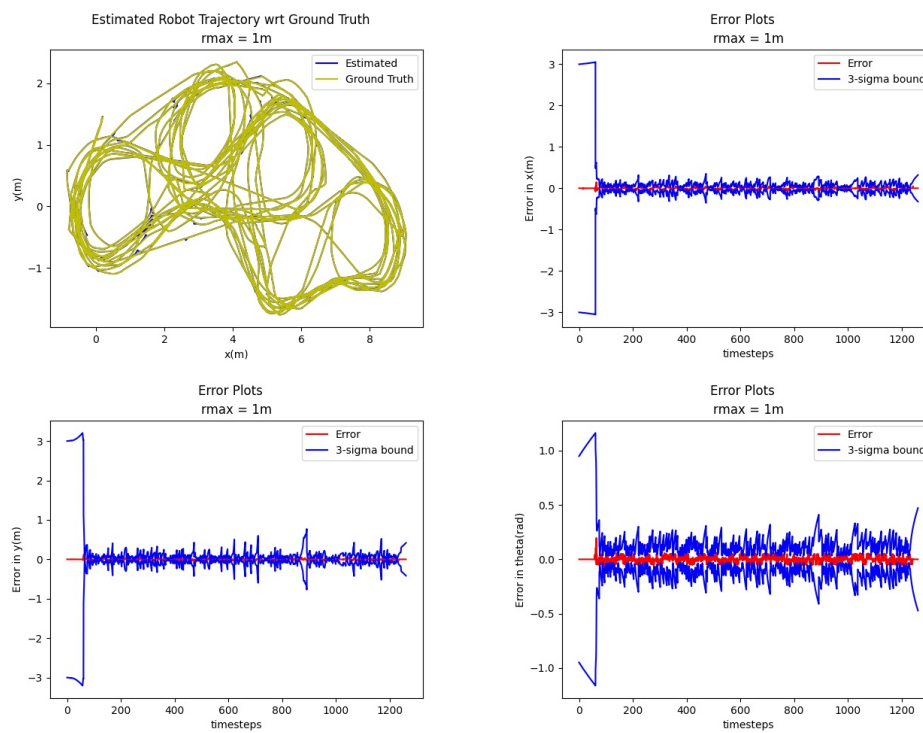 Estimated Robot Trajectory wrt Ground Truth
rmax = 1m
Estimated
Ground Truth
2
1
0
−1
y(m)
0
2
4
6
8
x(m)
Error Plots
rmax = 1m
Error
3-sigma bound
3
2
1
0
−1
−2
−3
Error in x(m)
0
200
400
600
800
1000
1200
timesteps
Error Plots
rmax = 1m
Error
3-sigma bound
3
2
1
0
−1
−2
−3
Error in y(m)
0
200
400
600
800
1000
1200
timesteps
Error Plots
rmax = 1m
Error
3-sigma bound
1.0
0.5
0.0
−0.5
−1.0
Error in theta(rad)
0
200
400
600
800
1000
1200
timesteps